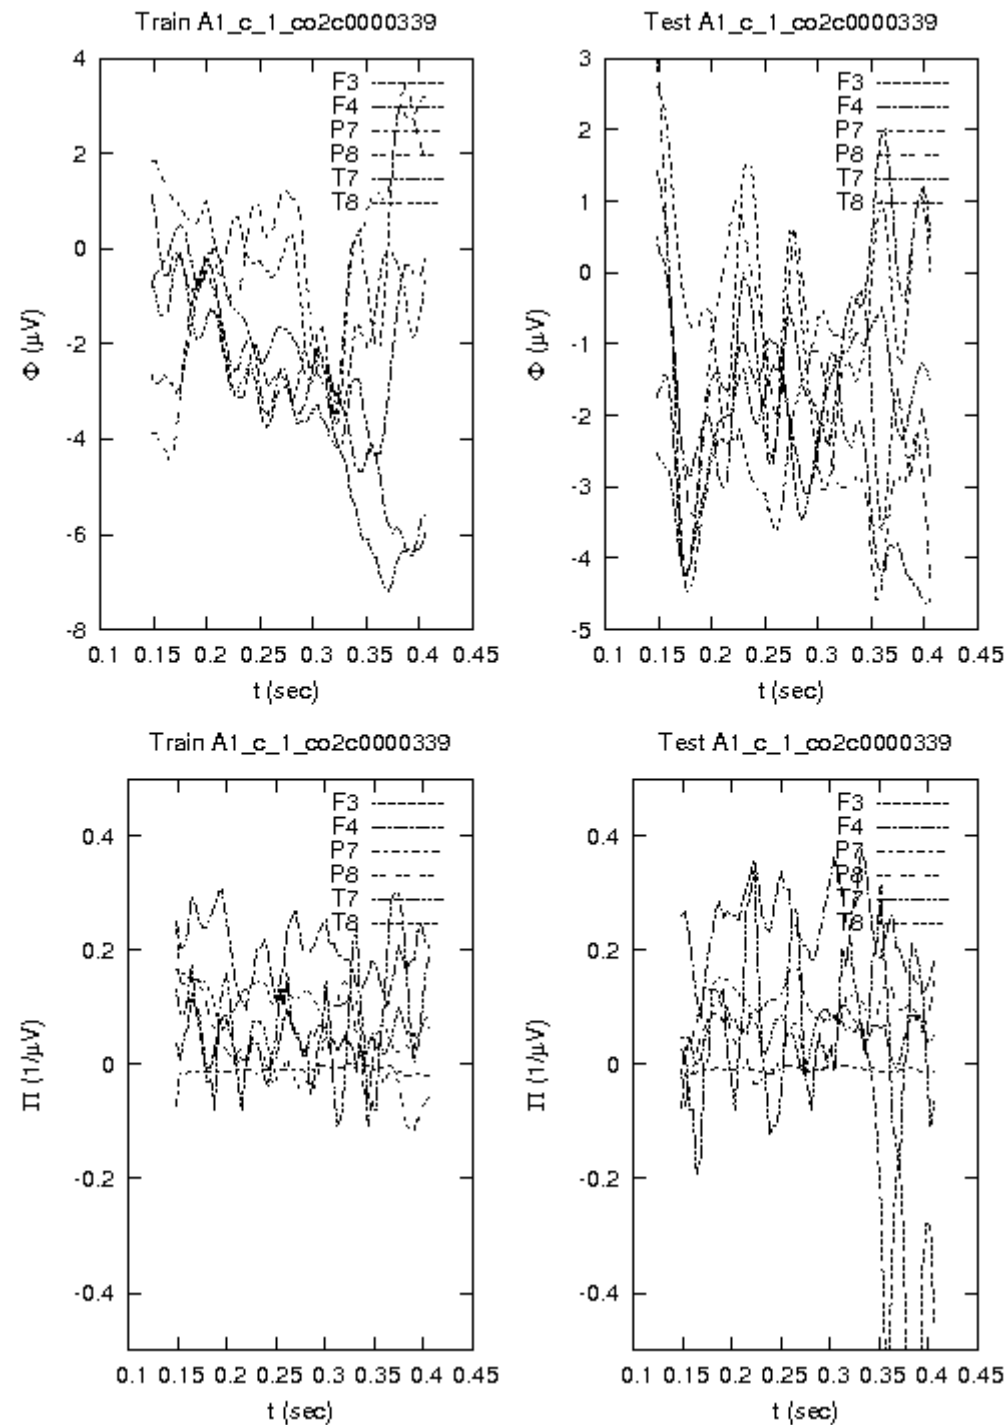 Train A1_c_1_co2c0000339
4
2
0
-2
-4
-6
-8
Φ (μV)
F3
F4
P7
P8
T7
T8
0.1 0.15 0.2 0.25 0.3 0.35 0.4 0.45
t (sec)
Test A1_c_1_co2c0000339
3
2
1
0
-1
-2
-3
-4
-5
Φ (μV)
F3
F4
P7
P8
T7
T8
0.1 0.15 0.2 0.25 0.3 0.35 0.4 0.45
t (sec)
Train A1_c_1_co2c0000339
0.4
0.2
0
-0.2
-0.4
Π (1/μV)
F3
F4
P7
P8
T7
T8
0.1 0.15 0.2 0.25 0.3 0.35 0.4 0.45
t (sec)
Test A1_c_1_co2c0000339
0.4
0.2
0
-0.2
-0.4
Π (1/μV)
F3
F4
P7
P8
T7
T8
0.1 0.15 0.2 0.25 0.3 0.35 0.4 0.45
t (sec)